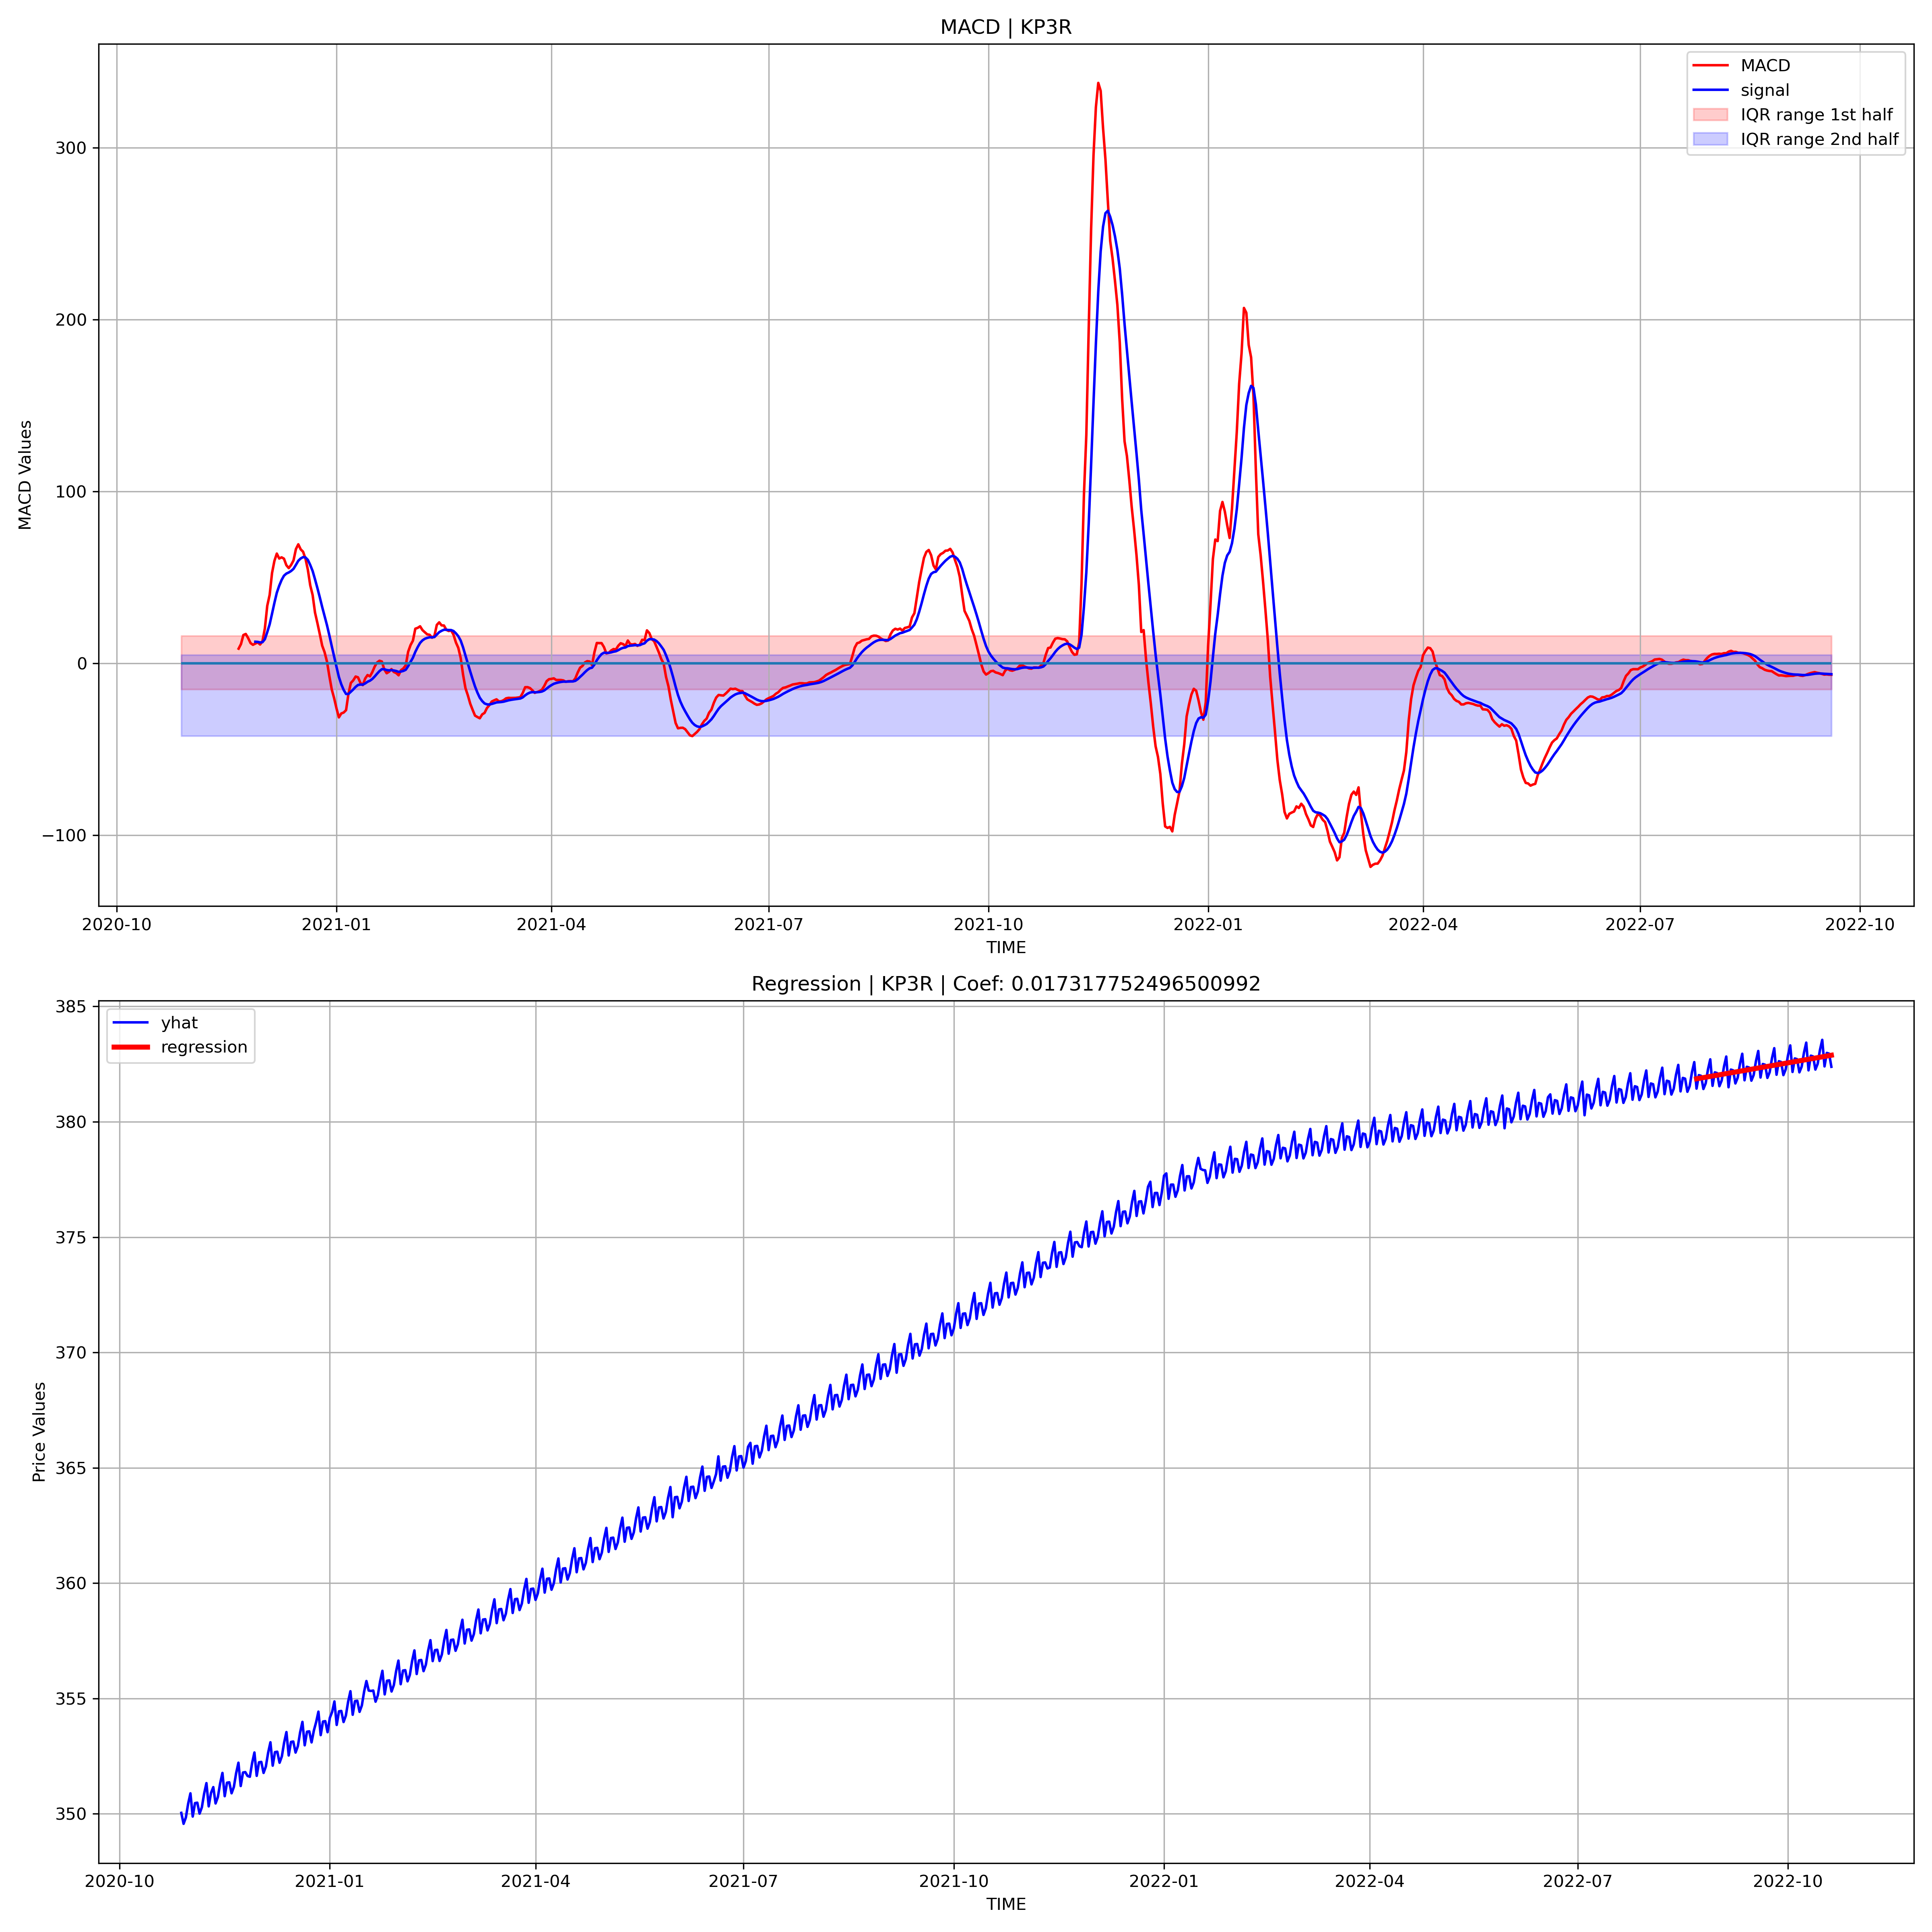 MACD | KP3R
MACD
signal
IQR range 1st half
IQR range 2nd half
MACD Values
300
200
100
0
−100
2020-10 2021-01 2021-04 2021-07 2021-10 2022-01 2022-04 2022-07 2022-10
TIME
Regression | KP3R | Coef: 0.017317752496500992
yhat
regression
Price Values
385
380
375
370
365
360
355
350
2020-10 2021-01 2021-04 2021-07 2021-10 2022-01 2022-04 2022-07 2022-10
TIME